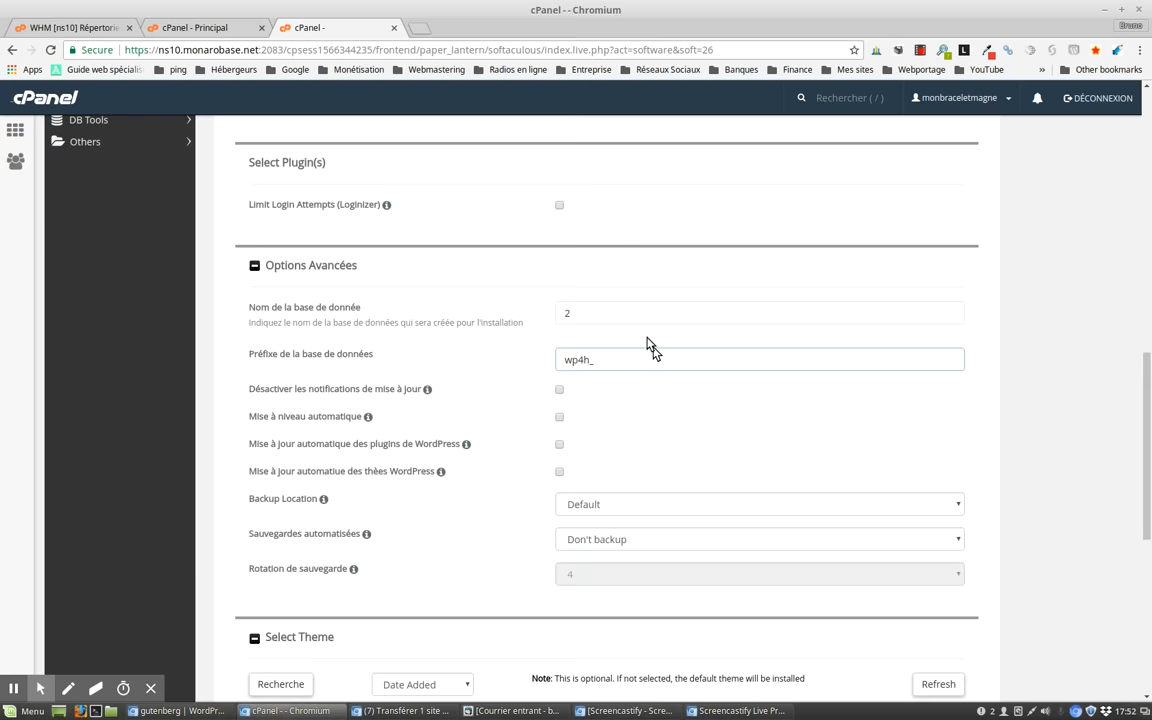 cPanel - - Chromium
WHM [ns10] Répertorie
cPanel - Principal
cPanel -
Bruno
Secure
https://ns10.monarobase.net:2083/cpsess1566344235/frontend/paper_lantern/softaculous/index.live.php?act=software&soft=26
Apps
Guide web spécialis
ping
Hébergeurs
Google
Monétisation
Webmastering
Radios en ligne
Entreprise
Réseaux Sociaux
Banques
Finance
Mes sites
Webportage
YouTube
»
Other bookmarks
cPanel
Rechercher ( / )
monbraceletmagne
DÉCONNEXION
DB Tools
Others
Select Plugin(s)
Limit Login Attempts (Loginizer)
Options Avancées
Nom de la base de donnée
Indiquez le nom de la base de données qui sera créée pour l'installation
2
Préfixe de la base de données
wp4h_
Désactiver les notifications de mise à jour
Mise à niveau automatique
Mise à jour automatique des plugins de WordPress
Mise à jour automatiue des thèes WordPress
Backup Location
Default
Sauvegardes automatisées
Don't backup
Rotation de sauvegarde
4
Select Theme
Recherche
Date Added
Note: This is optional. If not selected, the default theme will be installed
Refresh
Menu
gutenberg | WordPr...
cPanel - - Chromium
(7) Transférer 1 site ...
[Courrier entrant - b...
[Screencastify - Scre...
Screencastify Live Pr...
2
17:52